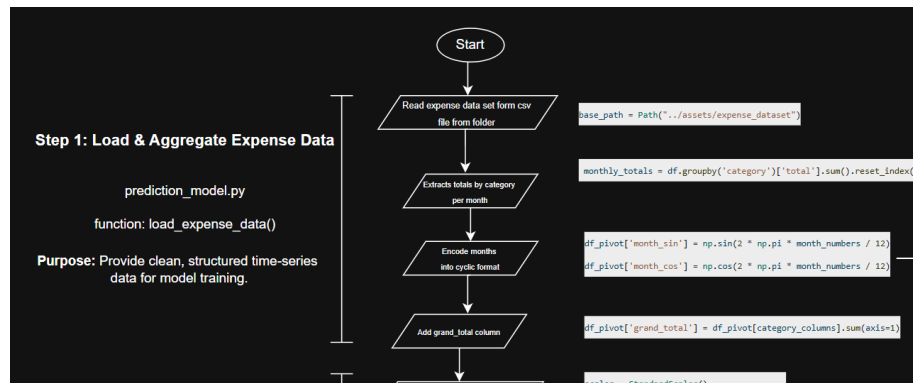 Start
Read expense data set form csv
file from folder
base_path = Path("../assets/expense_dataset")
Step 1: Load & Aggregate Expense Data
prediction_model.py
function: load_expense_data()
Purpose: Provide clean, structured time-series
data for model training.
Extracts totals by category
per month
monthly_totals = df.groupby('category')['total'].sum().reset_index(
Encode months
into cyclic format
df_pivot['month_sin'] = np.sin(2 * np.pi * month_numbers / 12)
df_pivot['month_cos'] = np.cos(2 * np.pi * month_numbers / 12)
Add grand_total column
df_pivot['grand_total'] = df_pivot[category_columns].sum(axis=1)